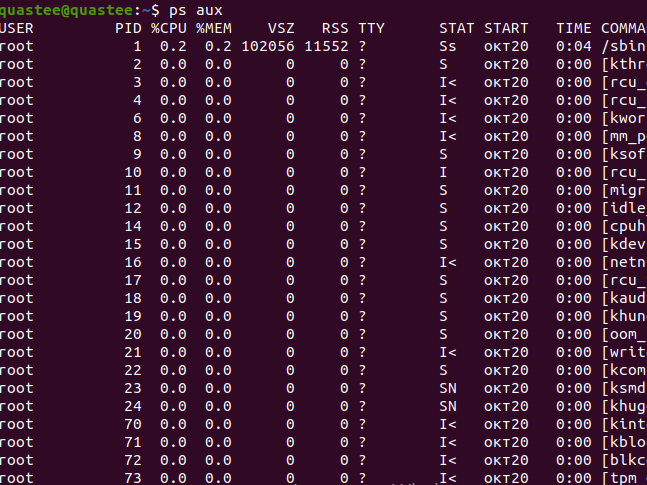 quastee@quastee:~$ ps aux
USER PID %CPU %MEM VSZ RSS TTY STAT START TIME COMMA
root 1 0.2 0.2 102056 11552 ? Ss окт20 0:04 /sbin
root 2 0.0 0.0 0 0 ? S окт20 0:00 [kthr
root 3 0.0 0.0 0 0 ? I< окт20 0:00 [rcu_
root 4 0.0 0.0 0 0 ? I< окт20 0:00 [rcu_
root 6 0.0 0.0 0 0 ? I< окт20 0:00 [kwor
root 8 0.0 0.0 0 0 ? I< окт20 0:00 [mm_p
root 9 0.0 0.0 0 0 ? S окт20 0:00 [ksof
root 10 0.0 0.0 0 0 ? I окт20 0:00 [rcu_
root 11 0.0 0.0 0 0 ? S окт20 0:00 [migr
root 12 0.0 0.0 0 0 ? S окт20 0:00 [idle_
root 14 0.0 0.0 0 0 ? S окт20 0:00 [cpuh
root 15 0.0 0.0 0 0 ? S окт20 0:00 [kdev
root 16 0.0 0.0 0 0 ? I< окт20 0:00 [netn
root 17 0.0 0.0 0 0 ? S окт20 0:00 [rcu_
root 18 0.0 0.0 0 0 ? S окт20 0:00 [kaud
root 19 0.0 0.0 0 0 ? S окт20 0:00 [khun
root 20 0.0 0.0 0 0 ? S окт20 0:00 [oom_
root 21 0.0 0.0 0 0 ? I< окт20 0:00 [writ
root 22 0.0 0.0 0 0 ? S окт20 0:00 [kcom
root 23 0.0 0.0 0 0 ? SN окт20 0:00 [ksmd
root 24 0.0 0.0 0 0 ? SN окт20 0:00 [khug
root 70 0.0 0.0 0 0 ? I< окт20 0:00 [kint
root 71 0.0 0.0 0 0 ? I< окт20 0:00 [kblo
root 72 0.0 0.0 0 0 ? I< окт20 0:00 [blkc
root 73 0.0 0.0 0 0 ? I< окт20 0:00 [tpm_